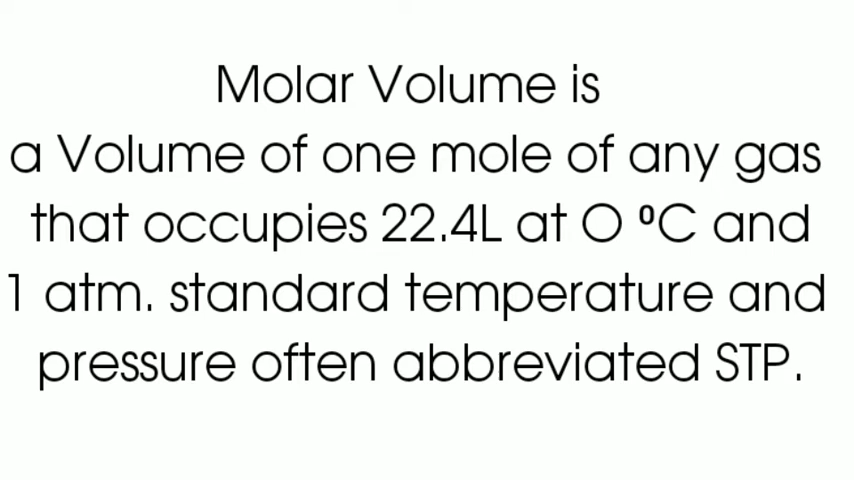 Molar Volume is
a Volume of one mole of any gas
that occupies 22.4L at O ºC and
1 atm. standard temperature and
pressure often abbreviated STP.